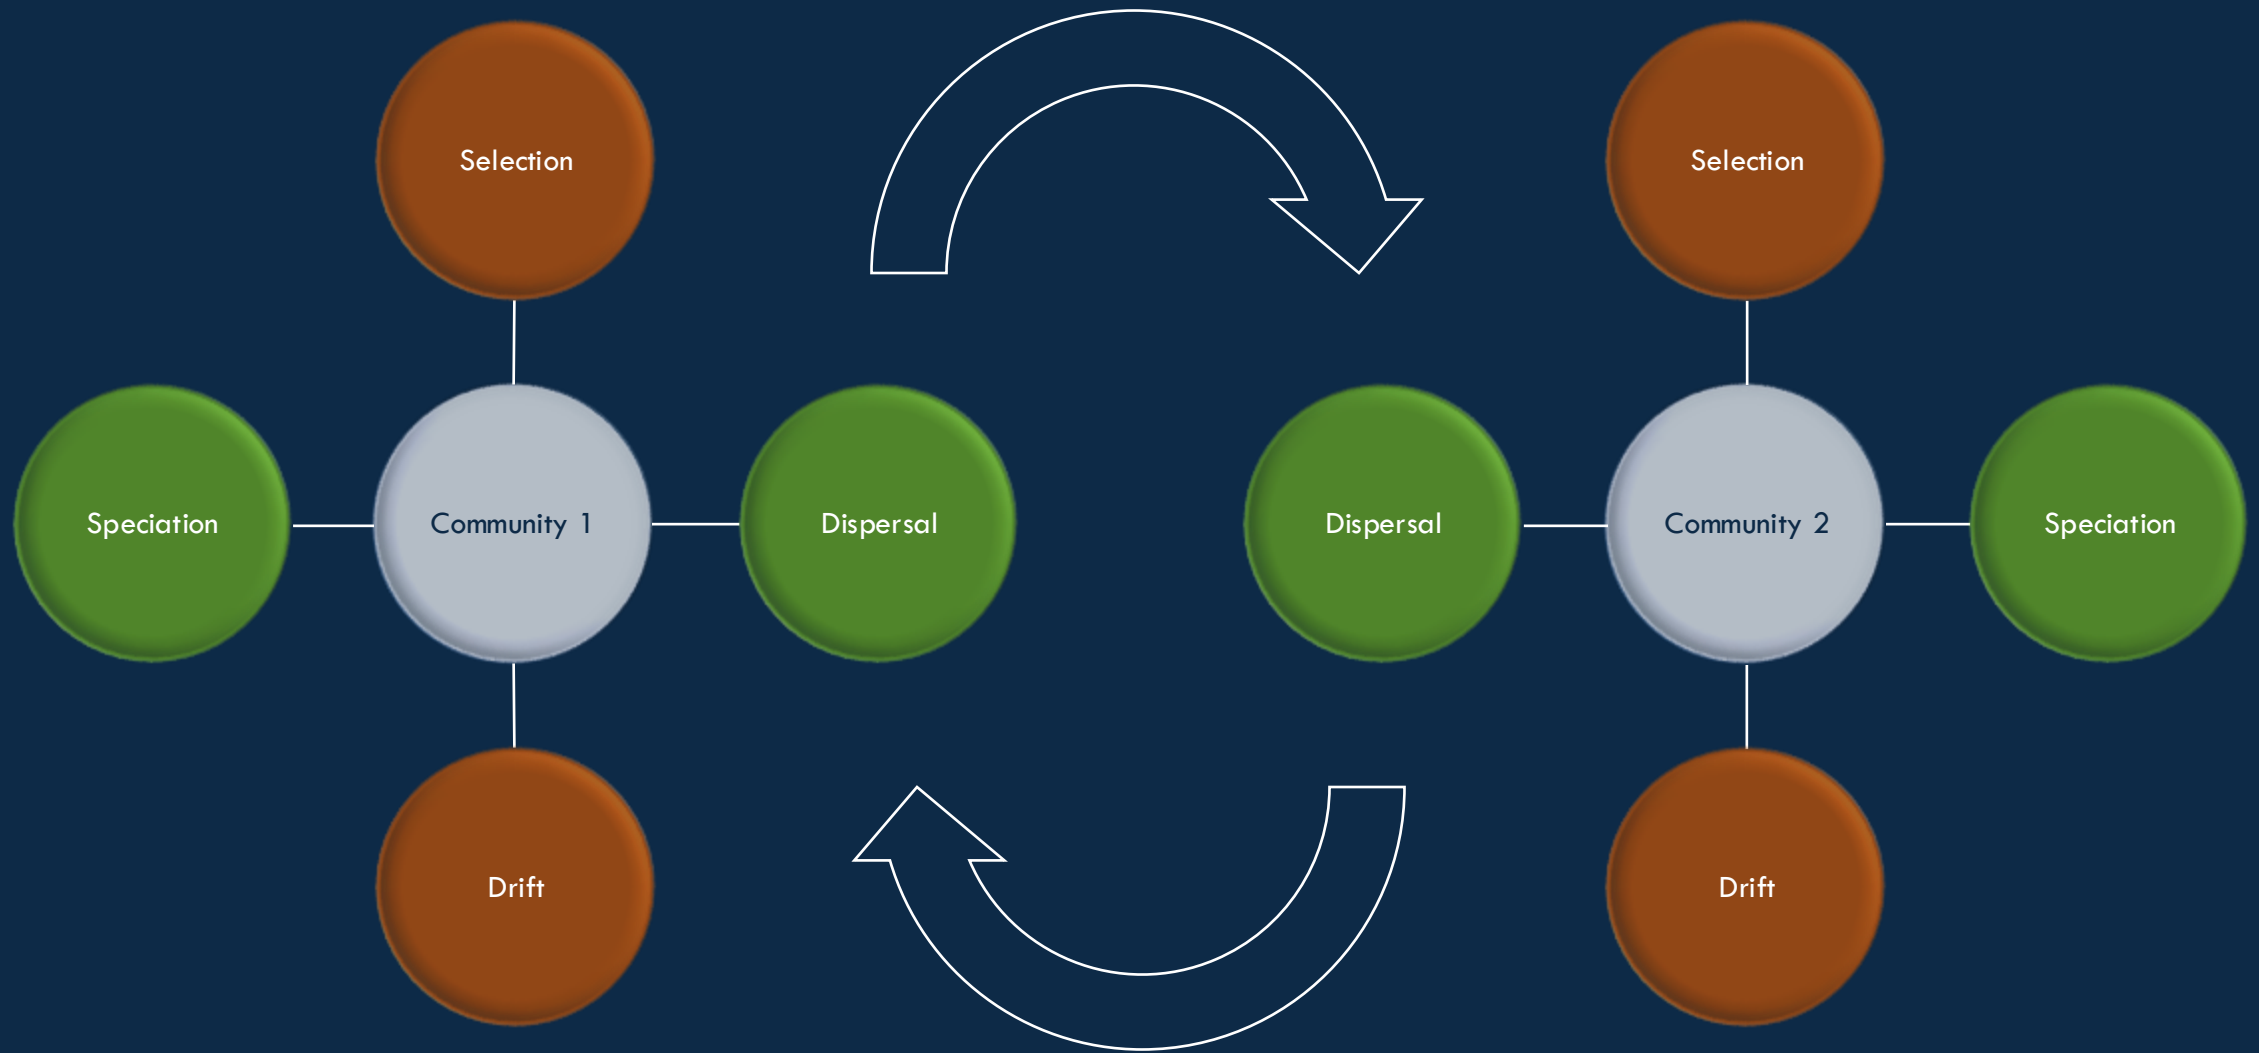 Selection
Selection
Speciation
Community 1
Dispersal
Dispersal
Community 2
Speciation
Drift
Drift